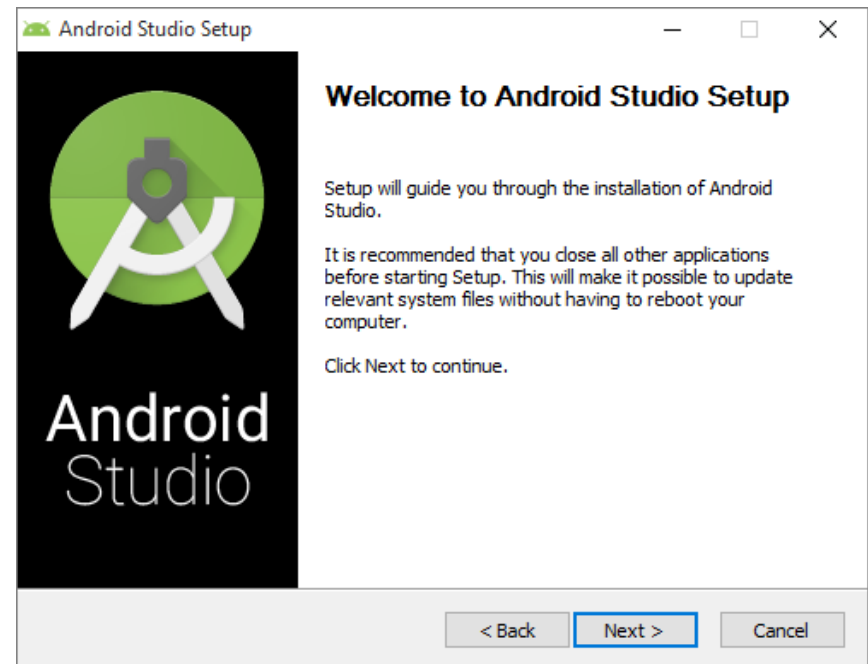 Android Studio Setup
Welcome to Android Studio Setup
Setup will guide you through the installation of Android
Studio.
It is recommended that you close all other applications
before starting Setup. This will make it possible to update
relevant system files without having to reboot your
computer.
Click Next to continue.
Android
Studio
< Back
Next >
Cancel